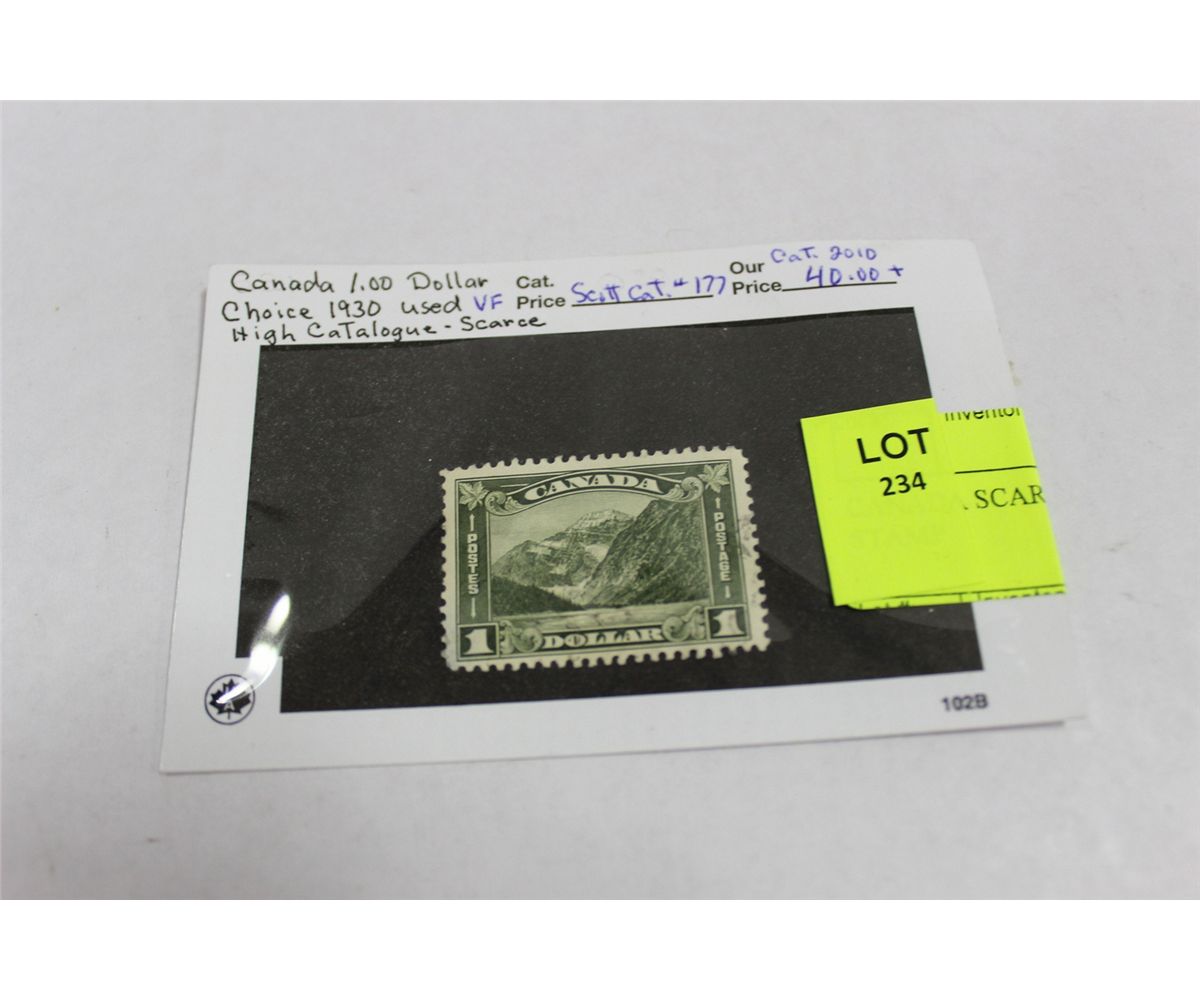 Canada 1.00 Dollar
Choice 1930 used VF
High Catalogue - Scarce
Cat.
Price Scott Cat. # 177
Our Cat. 2010
Price 40.00 +
LOT
234
SCAR
CANADA
POSTES
POSTAGE
1 DOLLAR 1
A
102B